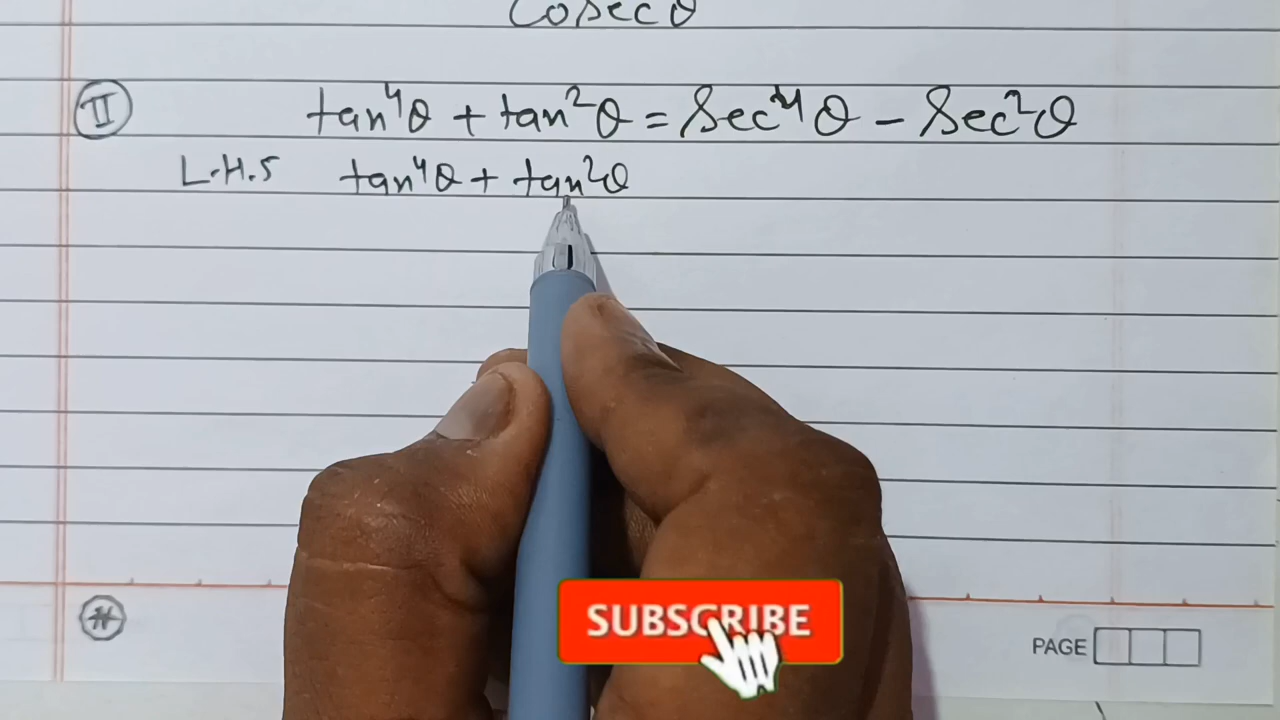 Cosecθ
II tan⁴θ + tan²θ = Sec⁴θ - Sec²θ
L.H.S tan⁴θ + tan²θ
SUBSCRIBE
PAGE